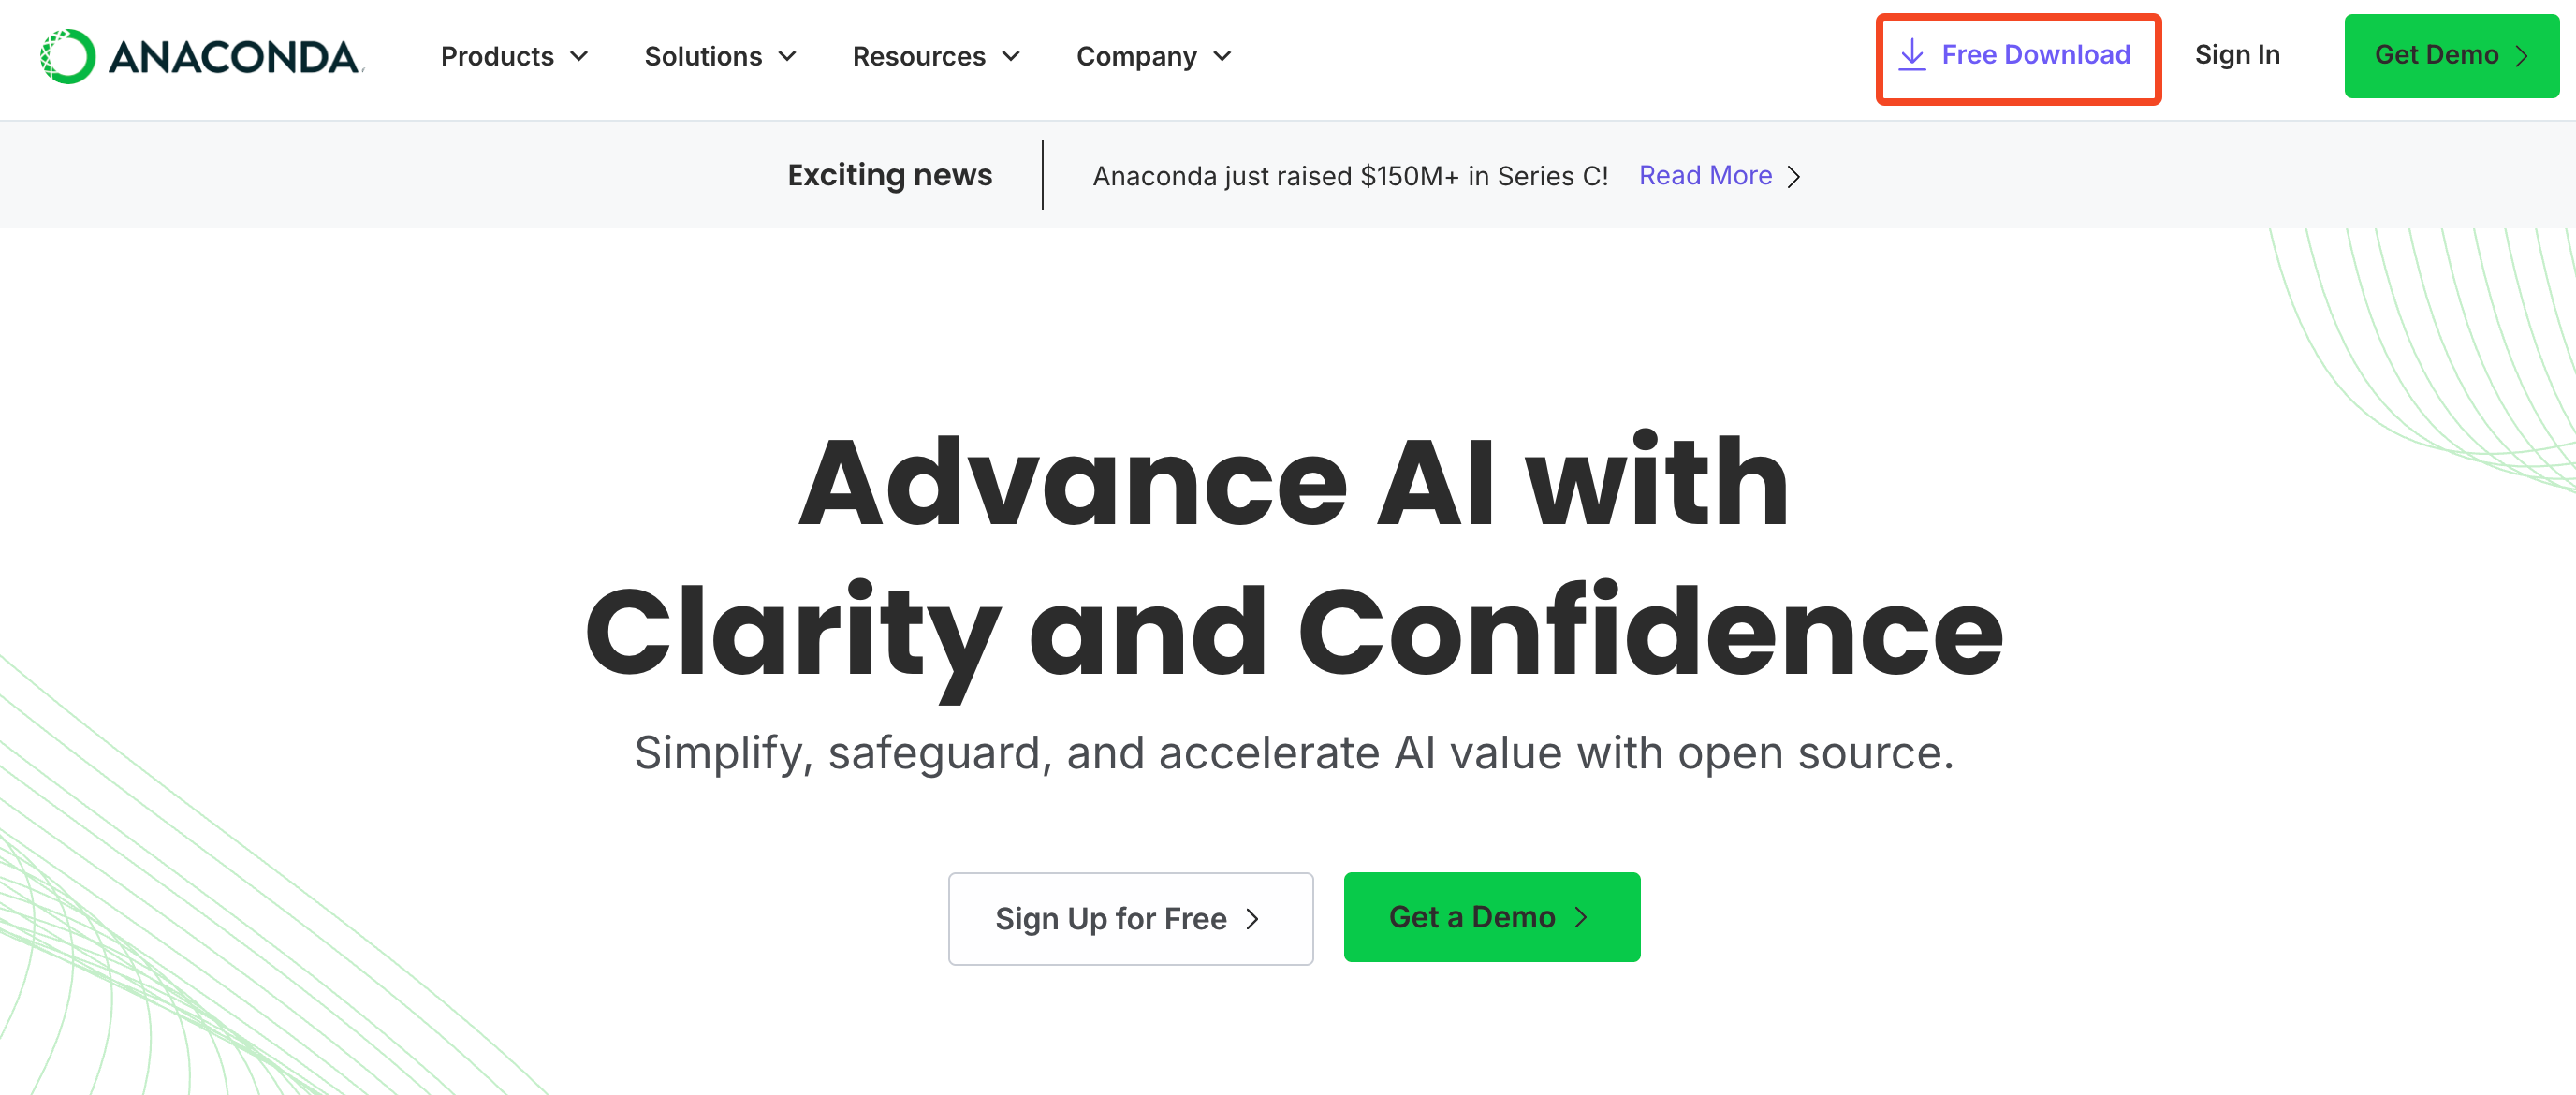 ANACONDA
Products Solutions Resources Company Free Download Sign In Get Demo
Exciting news Anaconda just raised $150M+ in Series C! Read More
Advance AI with
Clarity and Confidence
Simplify, safeguard, and accelerate AI value with open source.
Sign Up for Free Get a Demo